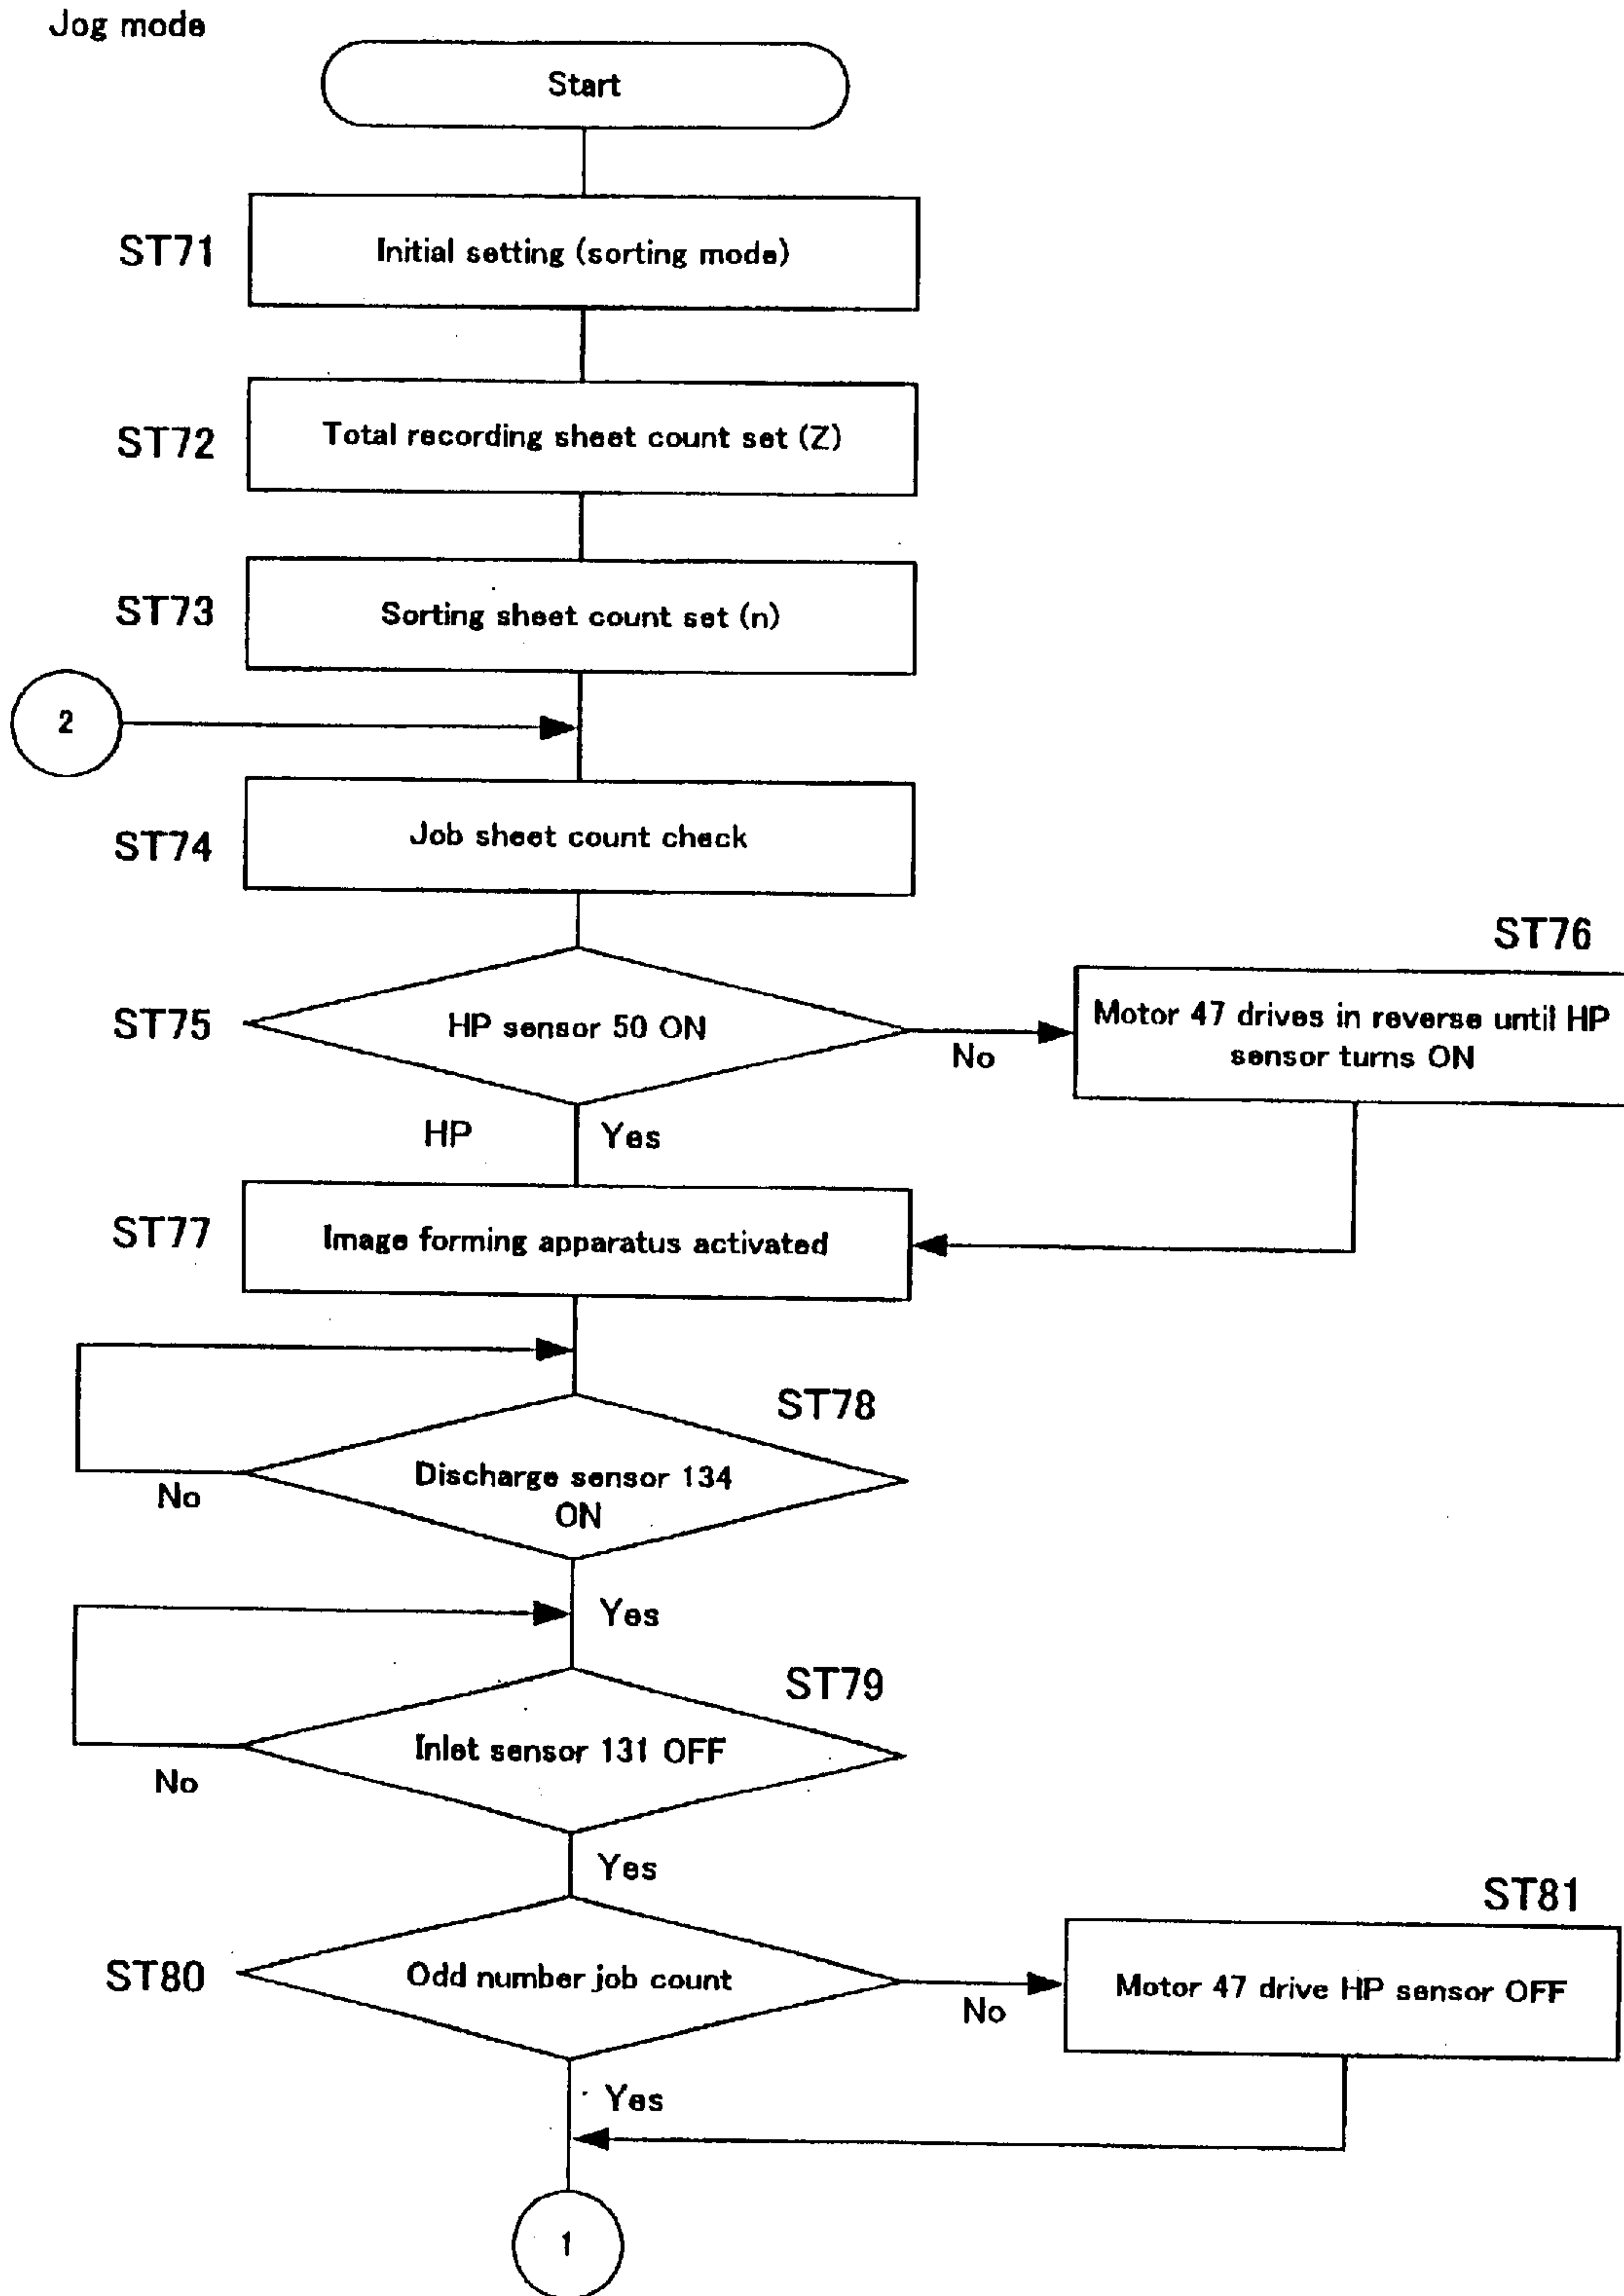 Jog mode
Start
ST71
Initial setting (sorting mode)
ST72
Total recording sheet count set (Z)
ST73
Sorting sheet count set (n)
2
ST74
Job sheet count check
ST76
ST75
HP sensor 50 ON
No
Motor 47 drives in reverse until HP
sensor turns ON
HP
Yes
ST77
Image forming apparatus activated
ST78
Discharge sensor 134
ON
No
Yes
ST79
Inlet sensor 131 OFF
No
Yes
ST81
ST80
Odd number job count
No
Motor 47 drive HP sensor OFF
Yes
1